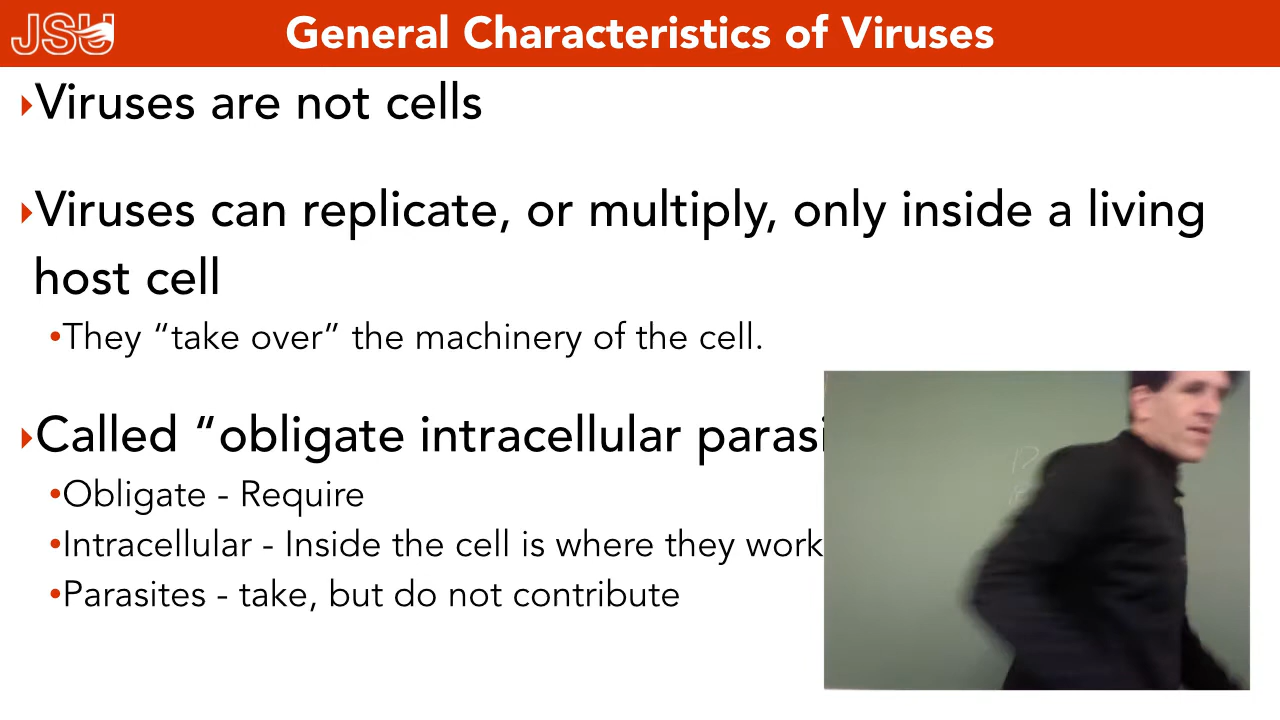 JSU
General Characteristics of Viruses
Viruses are not cells
Viruses can replicate, or multiply, only inside a living
host cell
•They “take over” the machinery of the cell.
Called “obligate intracellular
•Obligate - Require
•Intracellular - Inside the cell is where they work
•Parasites - take, but do not contribute